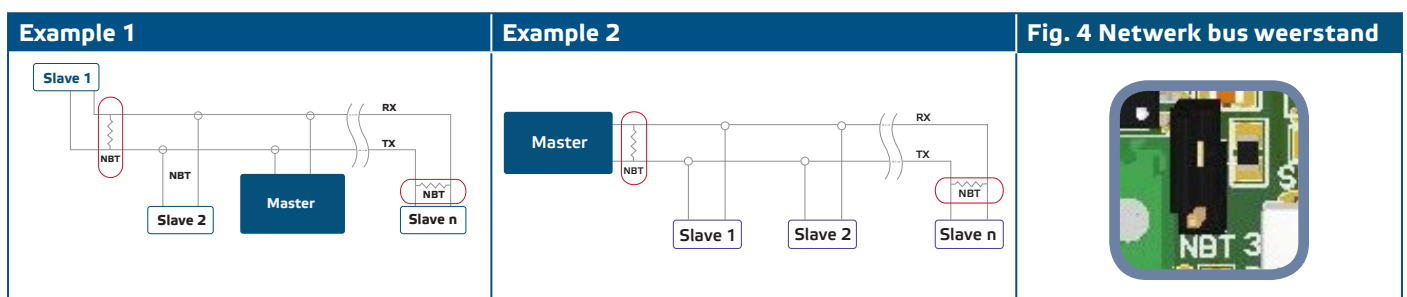 Example 1
Slave 1
RX
TX
NBT
NBT
Slave 2
Master
NBT
Slave n
Example 2
Master
RX
TX
NBT
NBT
Slave 1
Slave 2
Slave n
Fig. 4 Netwerk bus weerstand
NBT 3